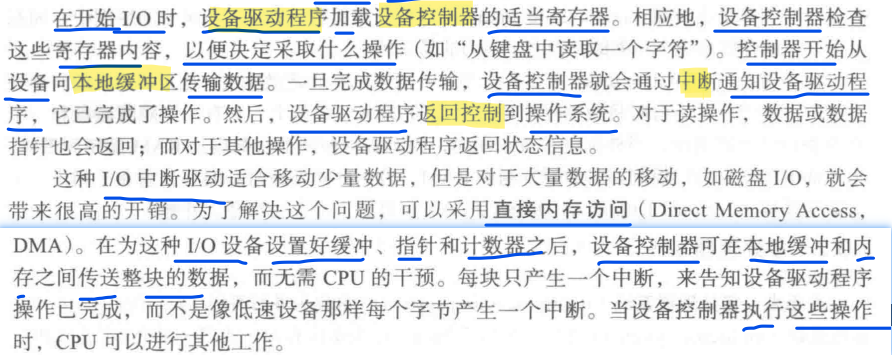 在开始 I/O 时，设备驱动程序加载设备控制器的适当寄存器。相应地，设备控制器检查
这些寄存器内容，以便决定采取什么操作（如“从键盘中读取一个字符”）。控制器开始从
设备向本地缓冲区传输数据。一旦完成数据传输，设备控制器就会通过中断通知设备驱动程
序，它已完成了操作。然后，设备驱动程序返回控制到操作系统。对于读操作，数据或数据
指针也会返回；而对于其他操作，设备驱动程序返回状态信息。
这种 I/O 中断驱动适合移动少量数据，但是对于大量数据的移动，如磁盘 I/O，就会
带来很高的开销。为了解决这个问题，可以采用直接内存访问（Direct Memory Access，
DMA）。在为这种 I/O 设备设置好缓冲、指针和计数器之后，设备控制器可在本地缓冲和内
存之间传送整块的数据，而无需 CPU 的干预。每块只产生一个中断，来告知设备驱动程序
操作已完成，而不是像低速设备那样每个字节产生一个中断。当设备控制器执行这些操作
时，CPU 可以进行其他工作。